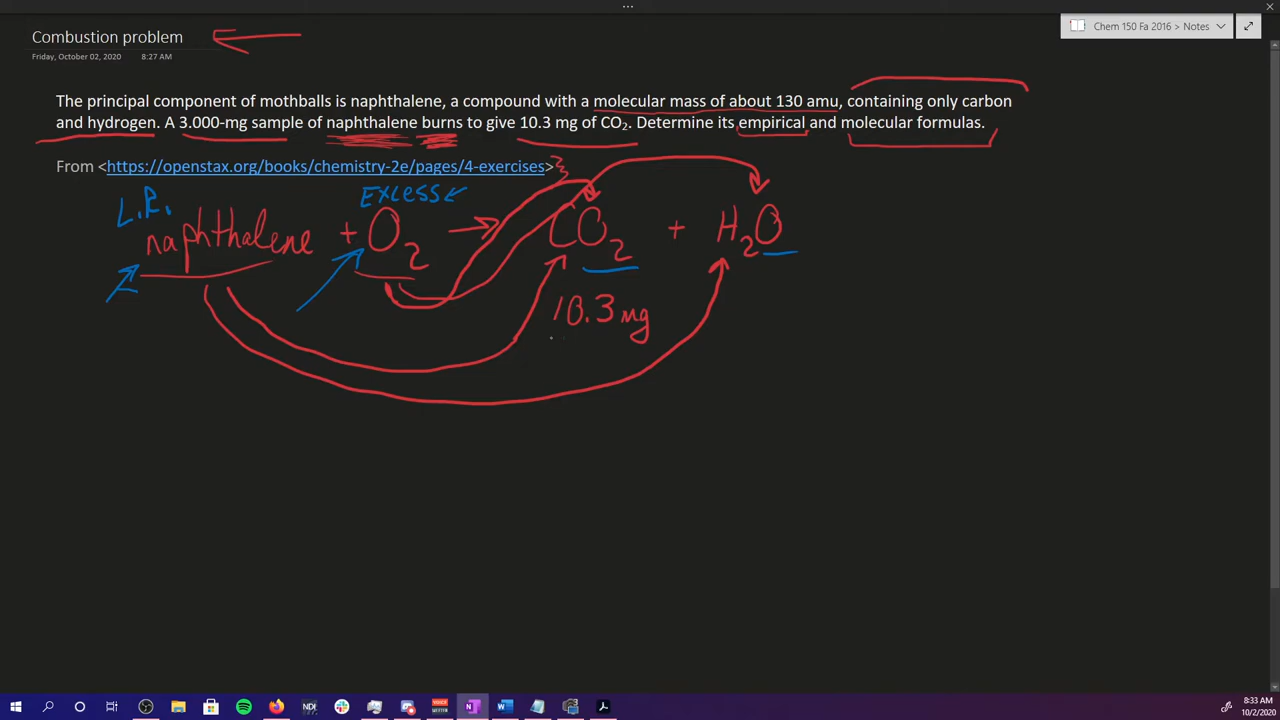 Combustion problem
Friday, October 02, 2020 8:27 AM
Chem 150 Fa 2016 > Notes
The principal component of mothballs is naphthalene, a compound with a molecular mass of about 130 amu, containing only carbon
and hydrogen. A 3.000-mg sample of naphthalene burns to give 10.3 mg of CO₂. Determine its empirical and molecular formulas.
From <https://openstax.org/books/chemistry-2e/pages/4-exercises>
L.R. Excess
naphthalene + O₂ → CO₂ + H₂O
10.3 mg
8:33 AM
10/2/2020